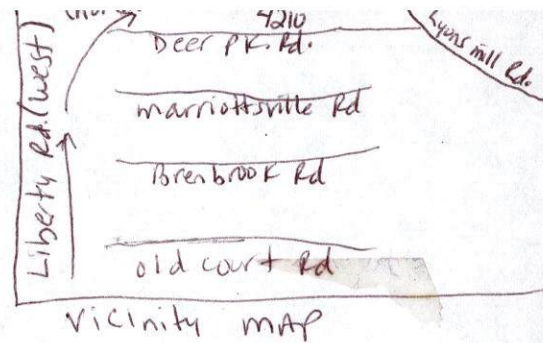 4210
Deer PK. Rd.
Lyons mill Rd.
Marriottsville Rd
Brenbrook Rd
old court Rd
Liberty Rd. (west)
Vicinity MAP